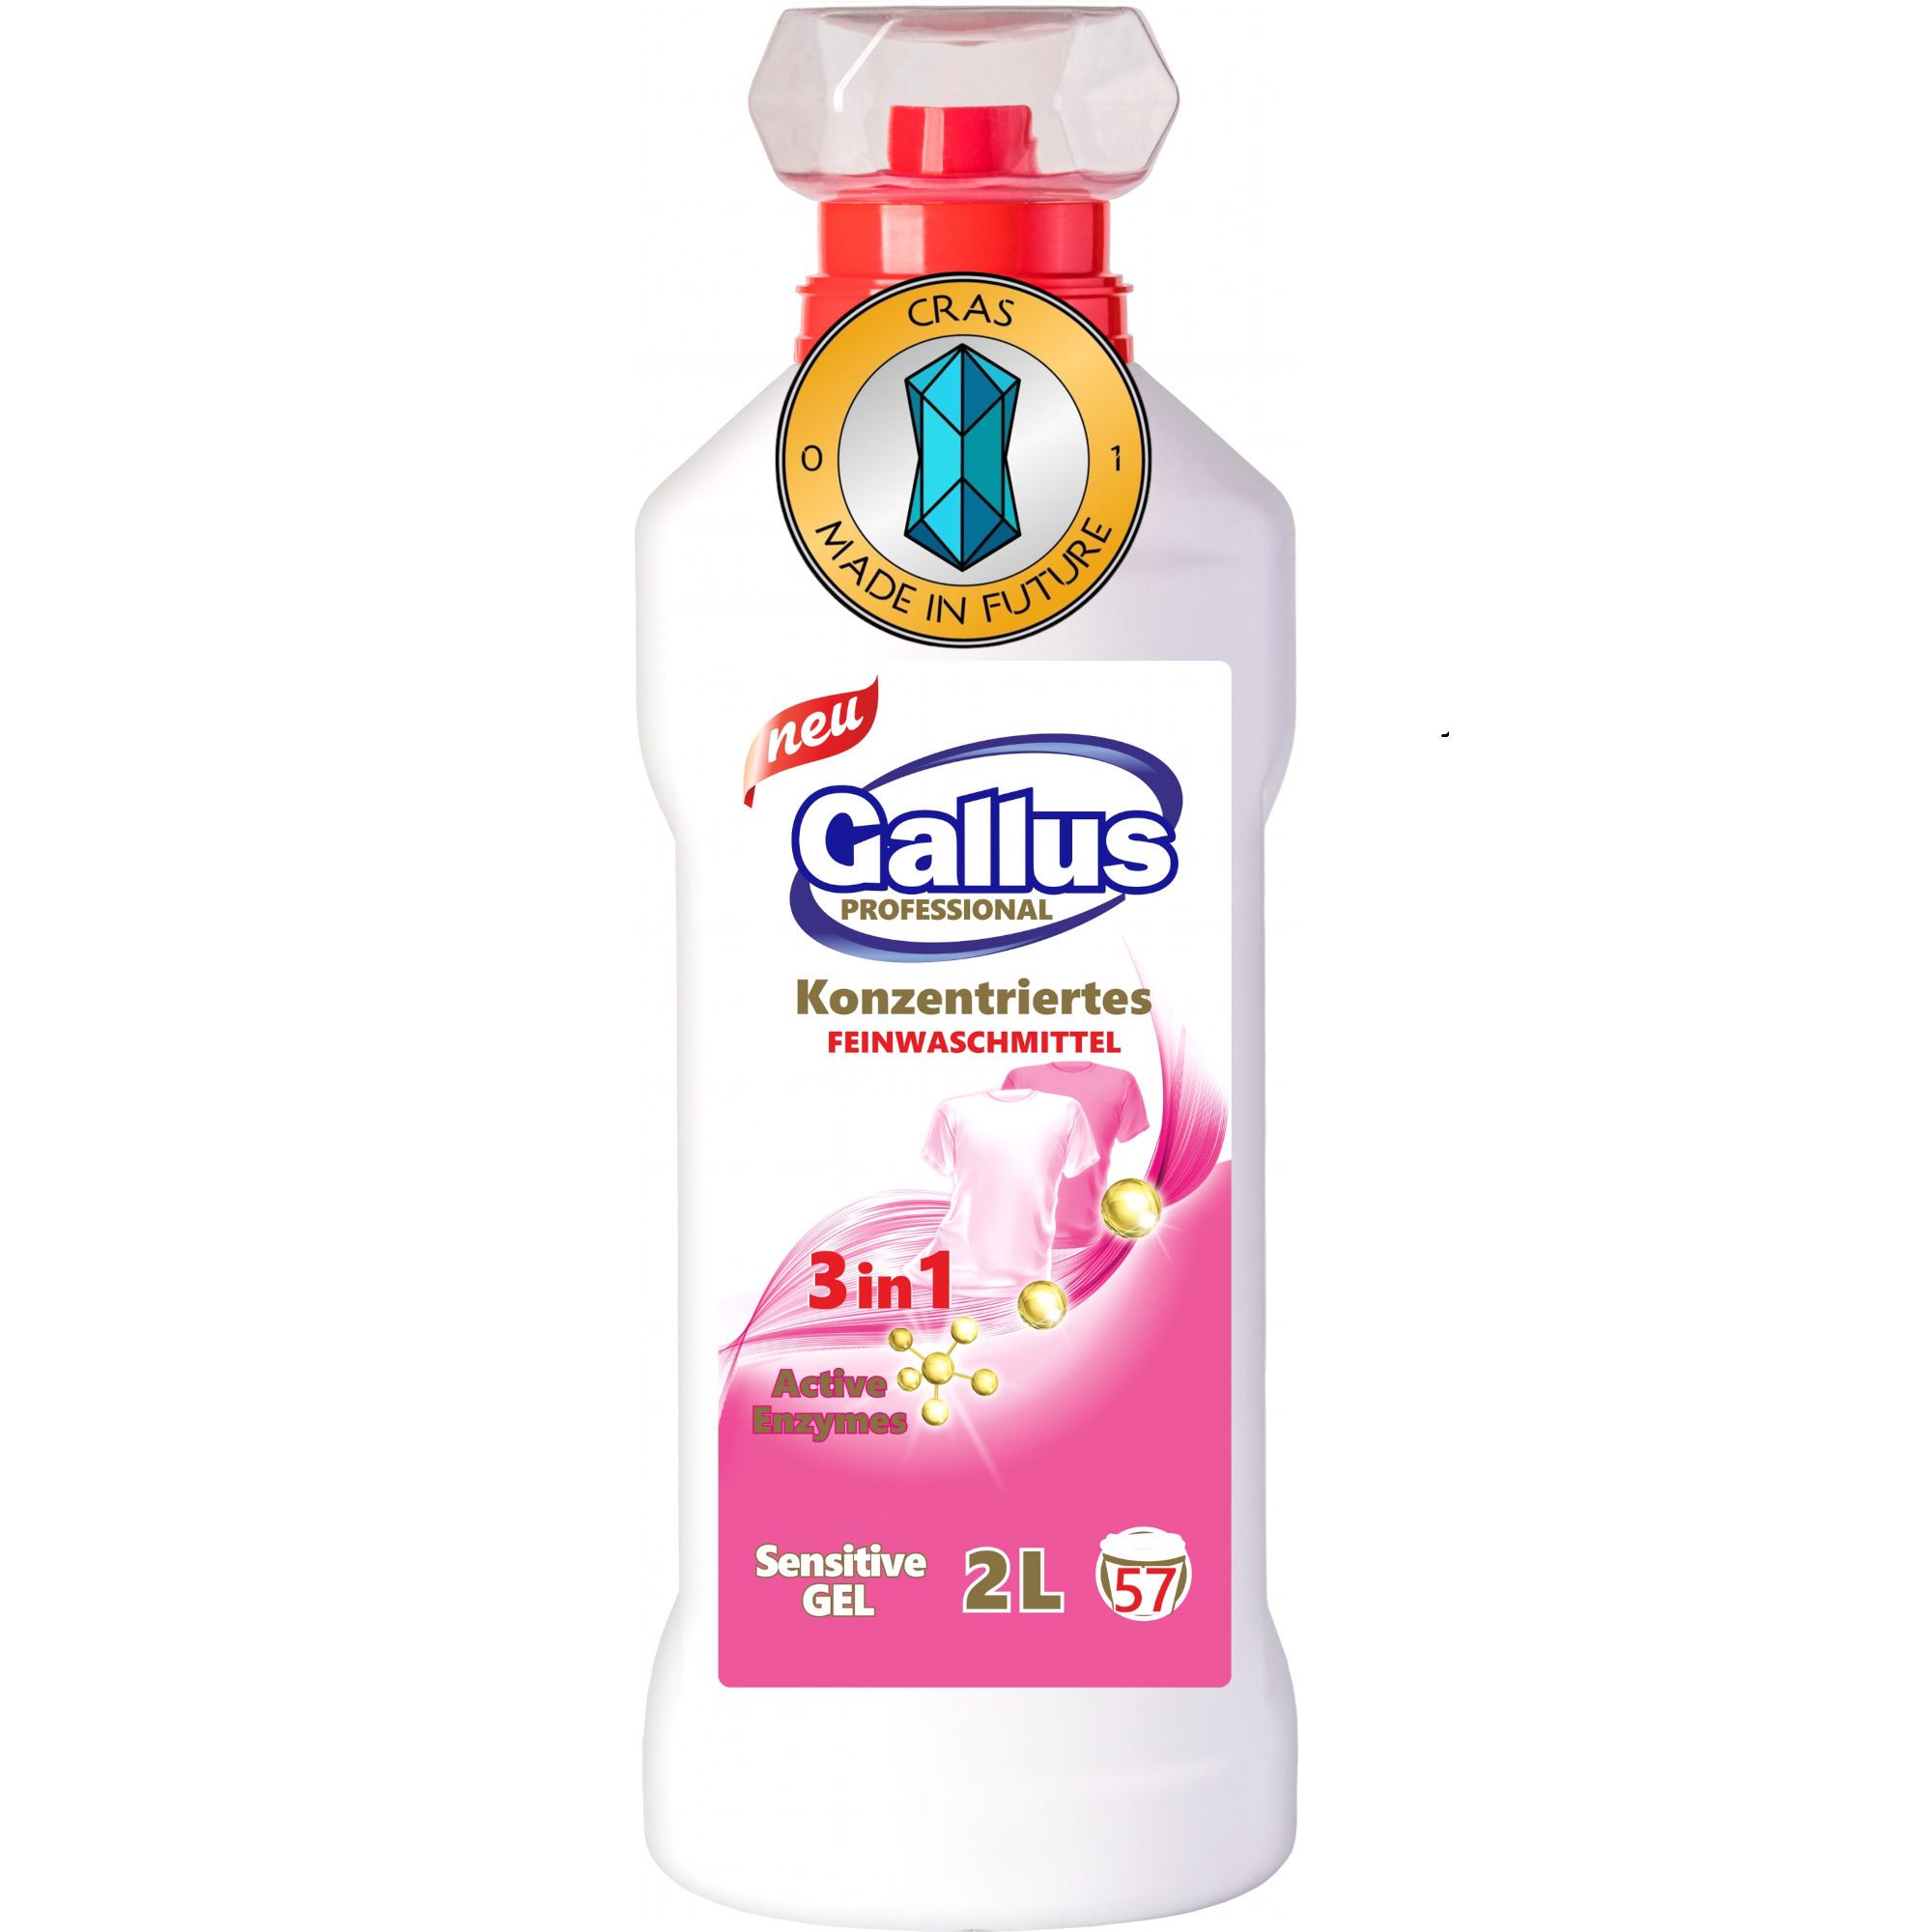 CRAS
0 1
MADE IN FUTURE
neu
Gallus
PROFESSIONAL
Konzentriertes
FEINWASCHMITTEL
3 in 1
Active
Enzymes
Sensitive
GEL
2L
57